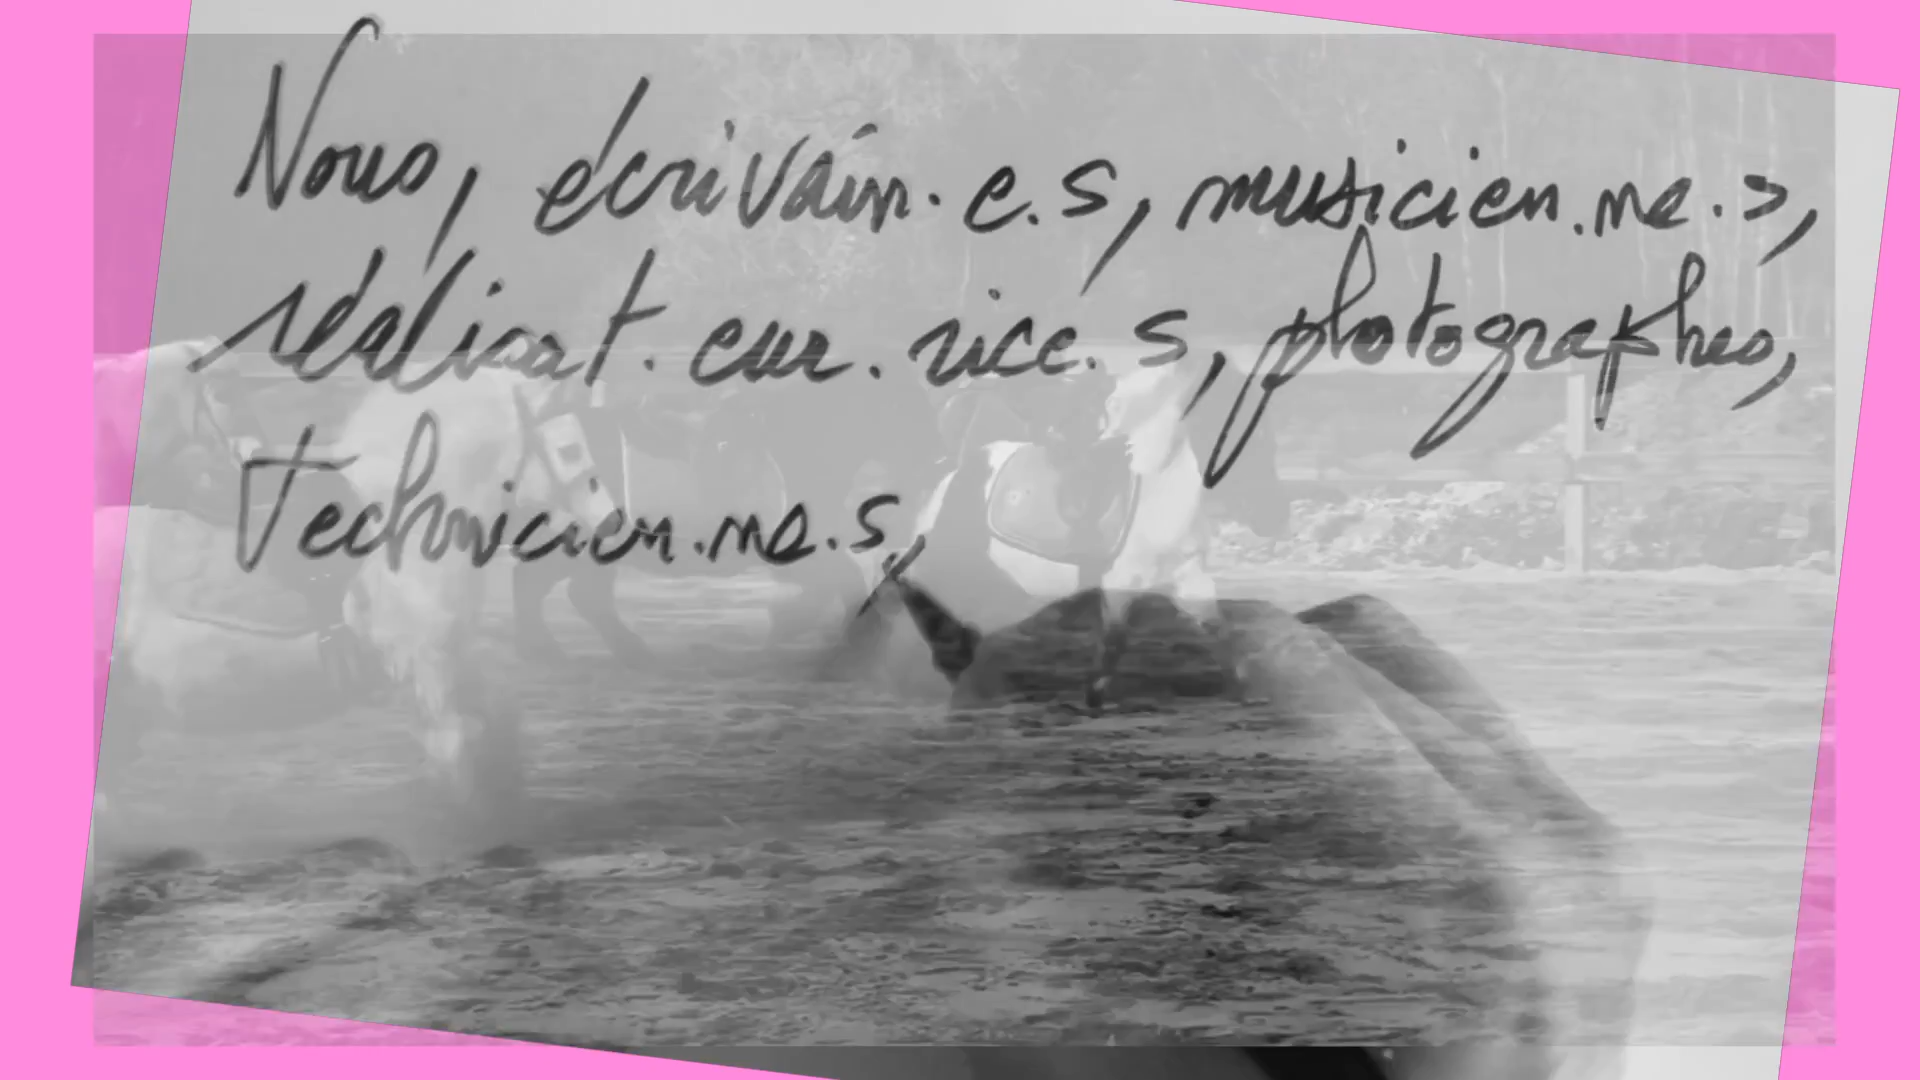 Nous, écrivain.e.s, musicien.ne.s,
réalisat.eur.rice.s, photographes,
Technicien.ne.s,